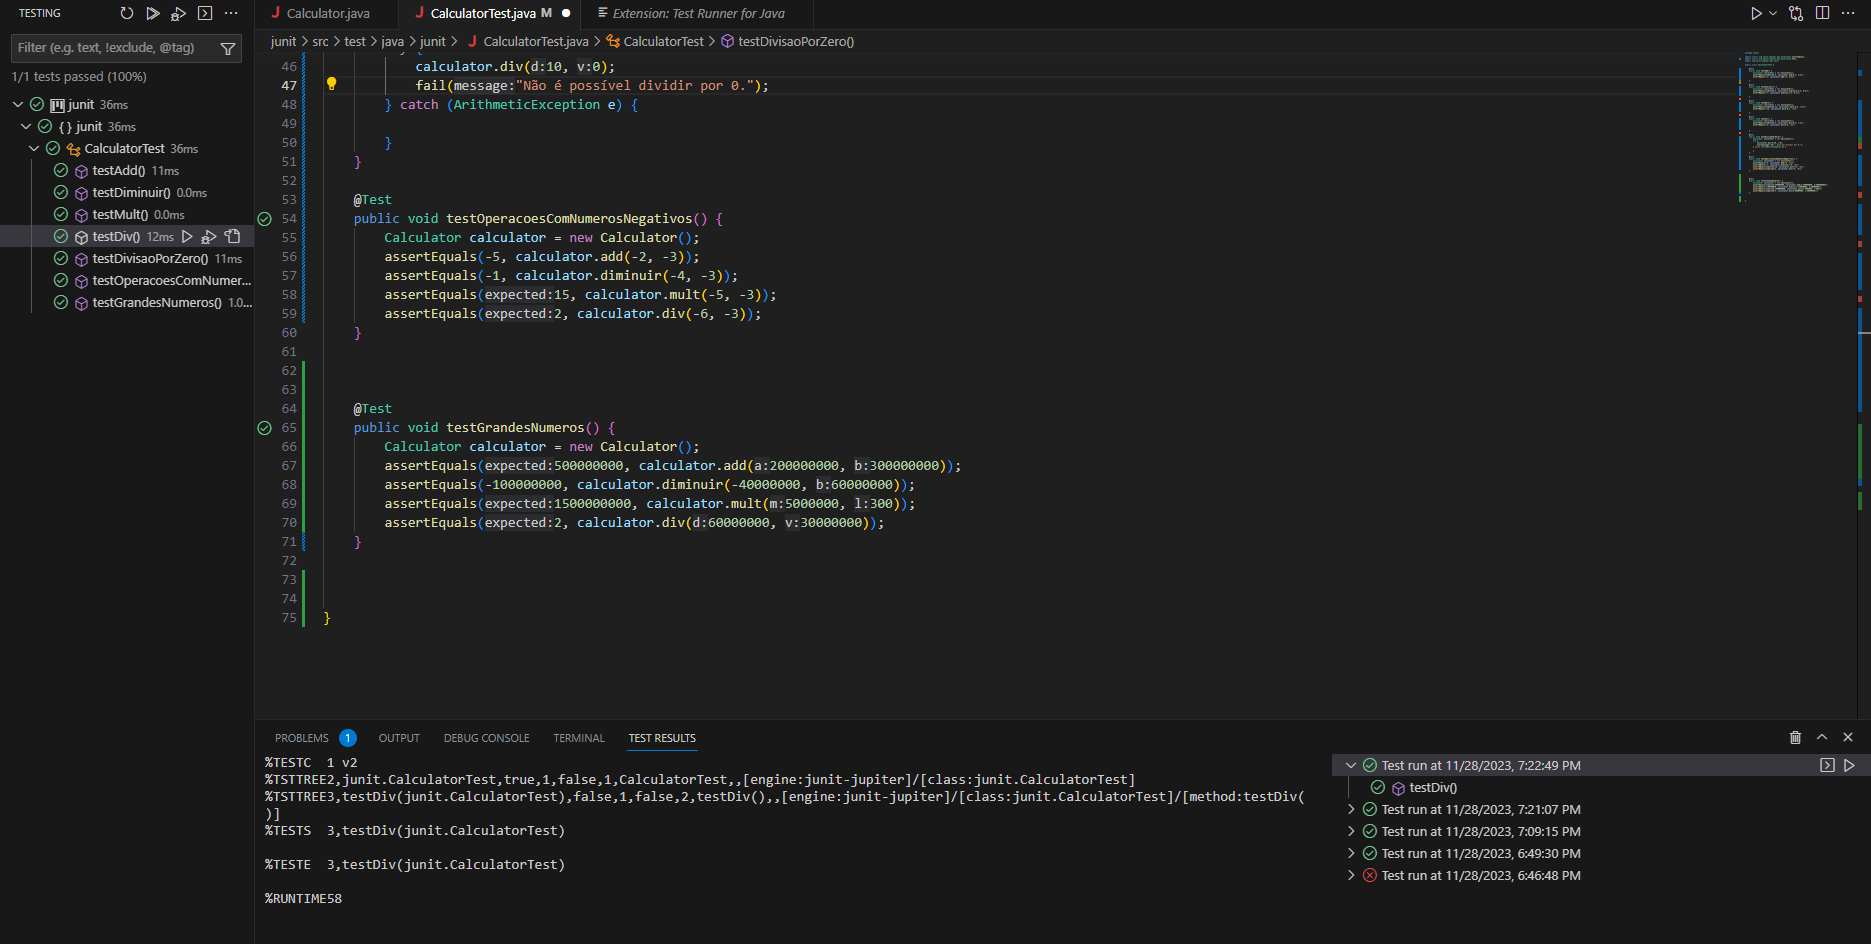 TESTING
Filter (e.g. text, !exclude, @tag)
1/1 tests passed (100%)
junit 36ms
{ } junit 36ms
CalculatorTest 36ms
testAdd() 11ms
testDiminuir() 0.0ms
testMult() 0.0ms
testDiv() 12ms
testDivisaoPorZero() 11ms
testOperacoesComNumer...
testGrandesNumeros() 1.0...
J Calculator.java
J CalculatorTest.java M
Extension: Test Runner for Java
junit > src > test > java > junit > J CalculatorTest.java > CalculatorTest > testDivisaoPorZero()
46 calculator.div(d:10, v:0);
47 fail(message:"Não é possível dividir por 0.");
48 } catch (ArithmeticException e) {
49
50 }
51 }
52
53 @Test
54 public void testOperacoesComNumerosNegativos() {
55 Calculator calculator = new Calculator();
56 assertEquals(-5, calculator.add(-2, -3));
57 assertEquals(-1, calculator.diminuir(-4, -3));
58 assertEquals(expected:15, calculator.mult(-5, -3));
59 assertEquals(expected:2, calculator.div(-6, -3));
60 }
61
62
63
64 @Test
65 public void testGrandesNumeros() {
66 Calculator calculator = new Calculator();
67 assertEquals(expected:500000000, calculator.add(a:200000000, b:300000000));
68 assertEquals(-100000000, calculator.diminuir(-40000000, b:60000000));
69 assertEquals(expected:1500000000, calculator.mult(m:5000000, l:300));
70 assertEquals(expected:2, calculator.div(d:60000000, v:30000000));
71 }
72
73
74
75 }
PROBLEMS 1 OUTPUT DEBUG CONSOLE TERMINAL TEST RESULTS
%TESTC 1 v2
%TSTTREE2,junit.CalculatorTest,true,1,false,1,CalculatorTest,,[engine:junit-jupiter]/[class:junit.CalculatorTest]
%TSTTREE3,testDiv(junit.CalculatorTest),false,1,false,2,testDiv(),,[engine:junit-jupiter]/[class:junit.CalculatorTest]/[method:testDiv(
)]
%TESTS 3,testDiv(junit.CalculatorTest)
%TESTE 3,testDiv(junit.CalculatorTest)
%RUNTIME58
Test run at 11/28/2023, 7:22:49 PM
testDiv()
Test run at 11/28/2023, 7:21:07 PM
Test run at 11/28/2023, 7:09:15 PM
Test run at 11/28/2023, 6:49:30 PM
Test run at 11/28/2023, 6:46:48 PM